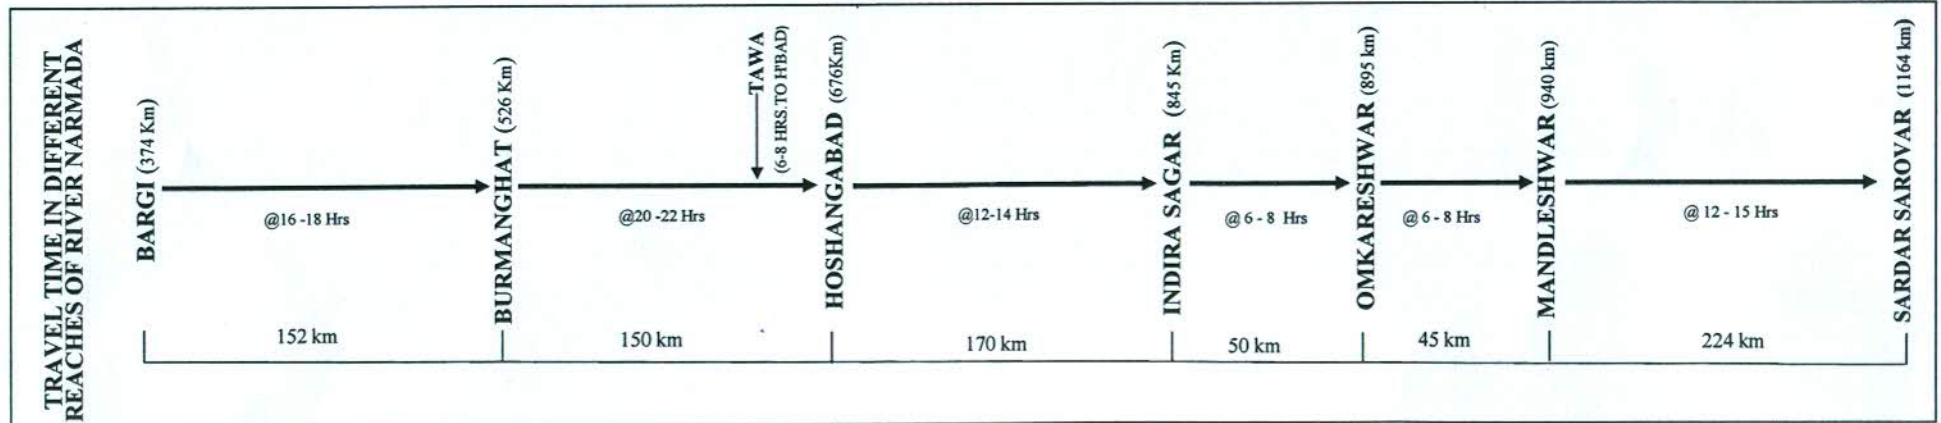 TRAVEL TIME IN DIFFERENT
REACHES OF RIVER NARMADA
BARGI (374 Km)
@16 -18 Hrs
BURMANGHAT (526 Km)
@20 -22 Hrs
TAWA
(6-8 HRS.TO H'BAD)
HOSHANGABAD (676Km)
@12-14 Hrs
INDIRA SAGAR (845 Km)
@ 6 - 8 Hrs
OMKARESHWAR (895 km)
@ 6 - 8 Hrs
MANDLESHWAR (940 km)
@ 12 - 15 Hrs
SARDAR SAROVAR (1164 km)
152 km
150 km
170 km
50 km
45 km
224 km